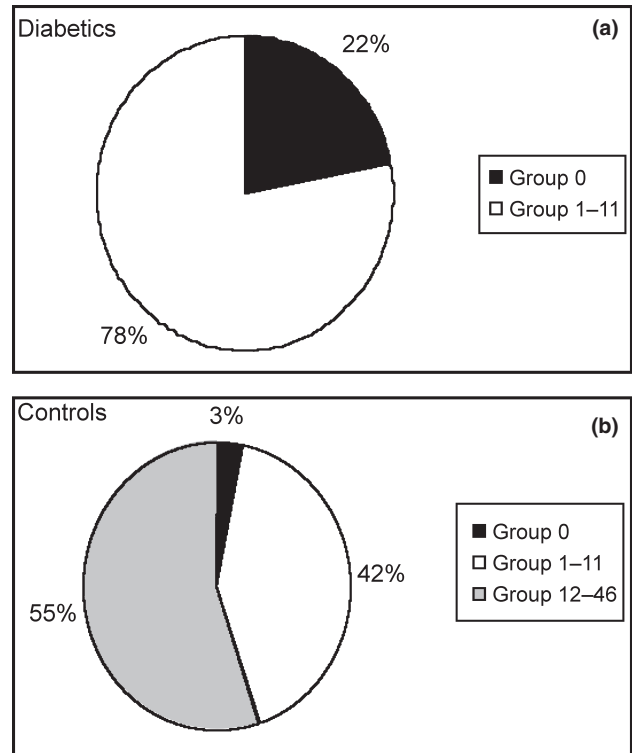 Diabetics
(a)
22%
Group 0
Group 1–11
78%
Controls
3%
(b)
Group 0
Group 1–11
Group 12–46
42%
55%